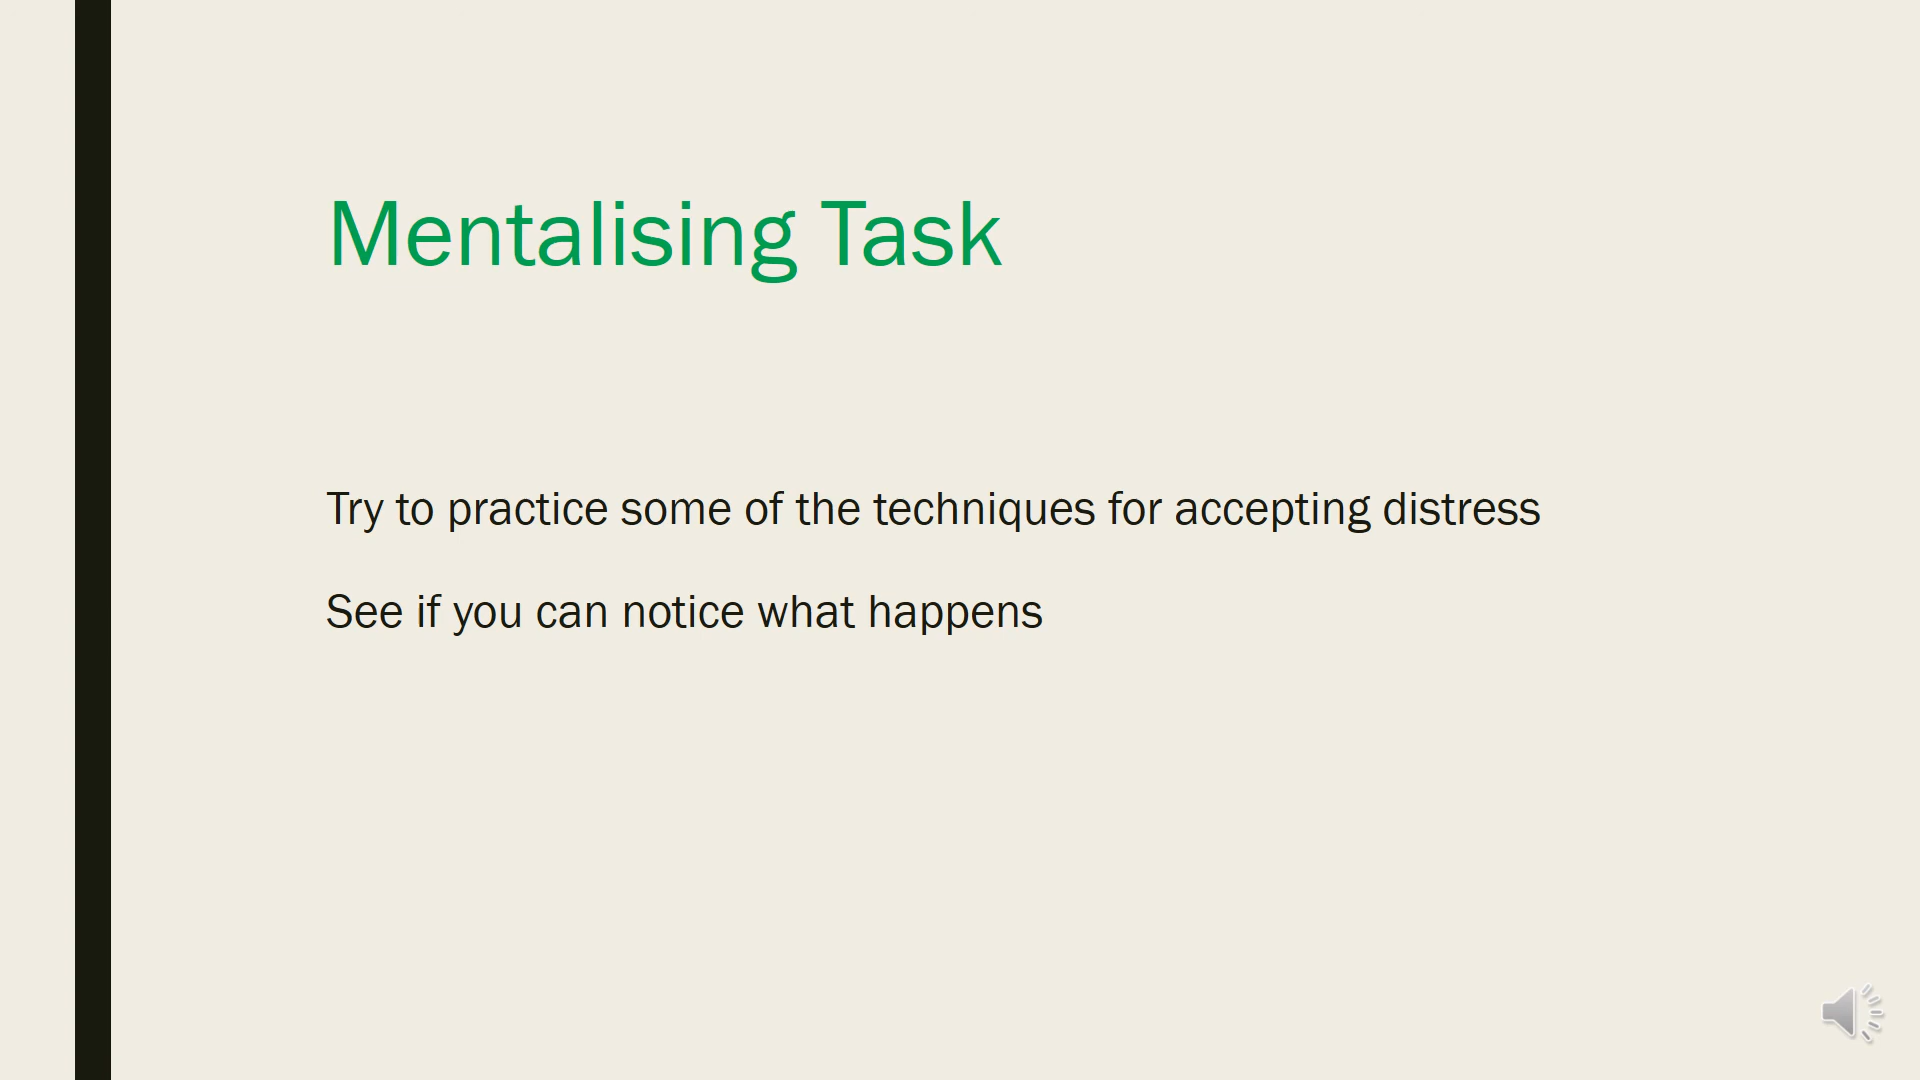 Mentalising Task
Try to practice some of the techniques for accepting distress
See if you can notice what happens